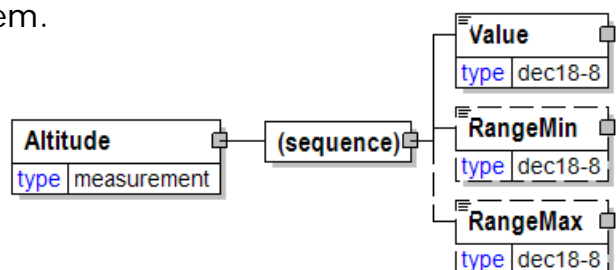 em.
Value
type dec18-8
Altitude
type measurement
(sequence)
RangeMin
type dec18-8
RangeMax
type dec18-8